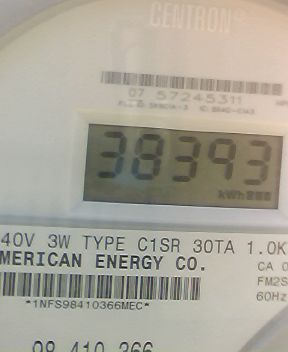 CENTRON®
07 57245311
38393
kWh
40V 3W TYPE C1SR 30TA 1.0K
MERICAN ENERGY CO.
CA 0
FM2S
60Hz
*1NFS98410366MEC*
98 410 366